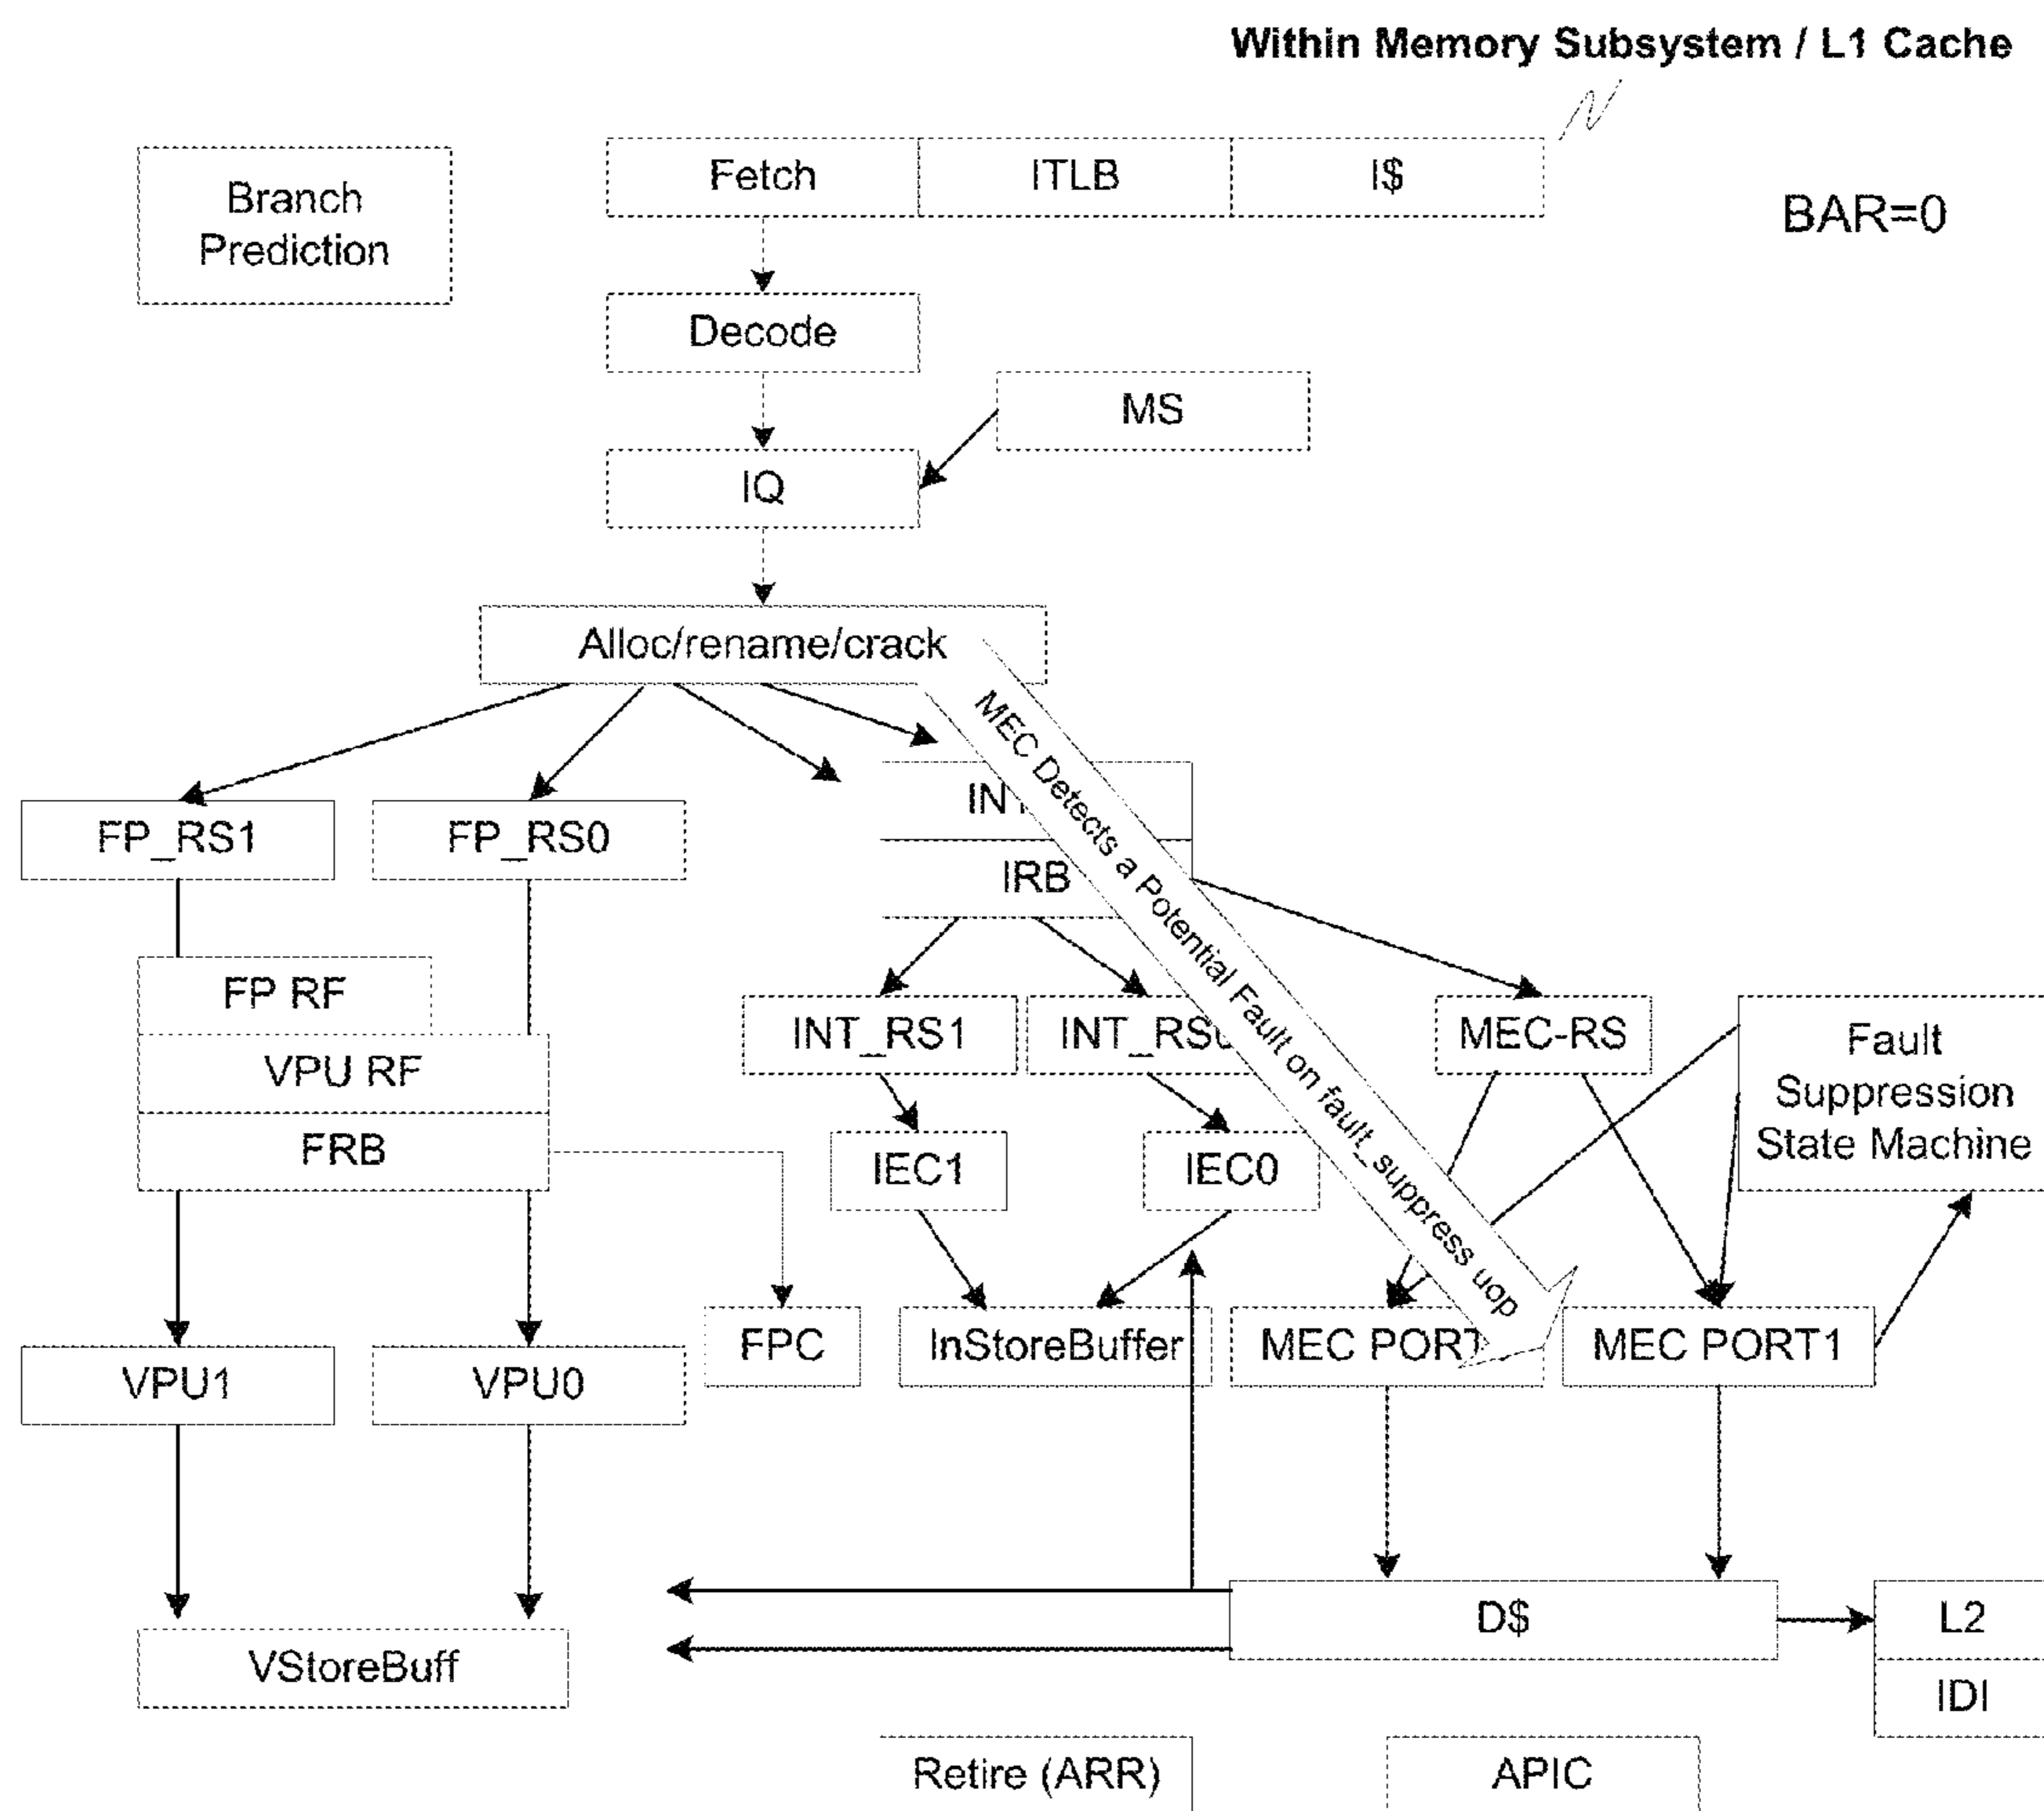 Within Memory Subsystem / L1 Cache
Branch
Prediction
Fetch
ITLB
I$
BAR=0
Decode
MS
IQ
Alloc/rename/crack
MEC Detects a Potential Fault on fault_suppress uop
FP_RS1
FP_RS0
IRB
FP RF
VPU RF
FRB
INT_RS1
MEC-RS
Fault
Suppression
State Machine
IEC1
IEC0
VPU1
VPU0
FPC
InStoreBuffer
MEC PORT
MEC PORT1
D$
L2
IDI
VStoreBuff
Retire (ARR)
APIC